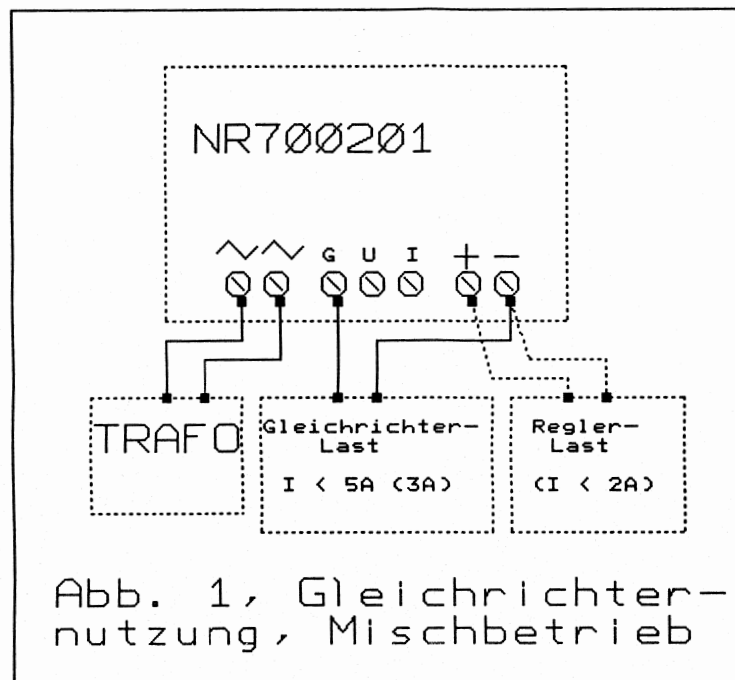 NR700201
G U I + −
TRAFO
Gleichrichter-
Last
I < 5A (3A)
Regler-
Last
(I < 2A)
Abb. 1, Gleichrichter-
nutzung, Mischbetrieb